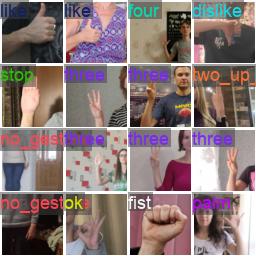 like like four dislike
stop three three two_up_
no_gest three three three
no_gest ok fist palm